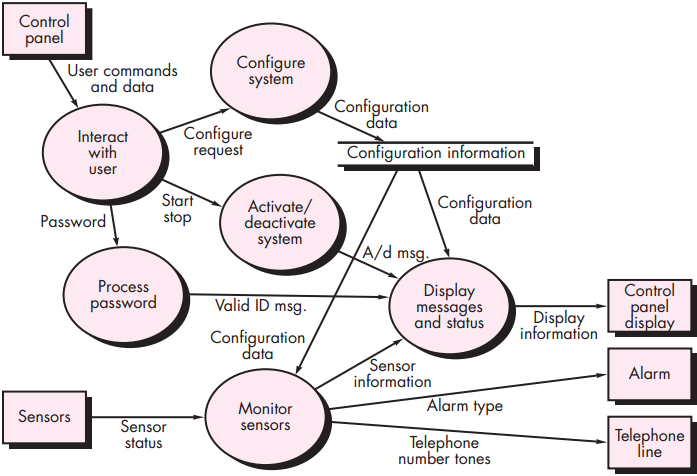 Control
panel
User commands
and data
Configure
system
Configuration
data
Interact
with
user
Configure
request
Configuration information
Start
stop
Activate/
deactivate
system
Configuration
data
Password
A/d msg.
Process
password
Valid ID msg.
Display
messages
and status
Display
information
Control
panel
display
Configuration
data
Sensor
information
Alarm
Sensors
Sensor
status
Monitor
sensors
Alarm type
Telephone
number tones
Telephone
line